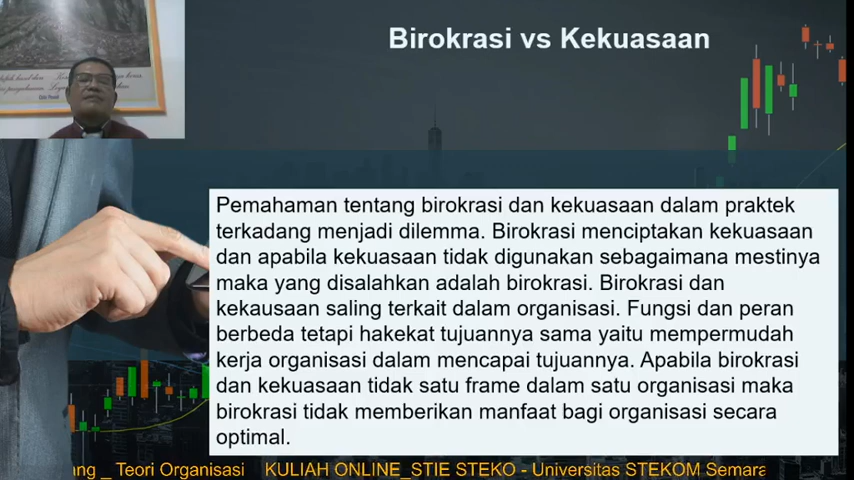 Birokrasi vs Kekuasaan
Pemahaman tentang birokrasi dan kekuasaan dalam praktek
terkadang menjadi dilemma. Birokrasi menciptakan kekuasaan
dan apabila kekuasaan tidak digunakan sebagaimana mestinya
maka yang disalahkan adalah birokrasi. Birokrasi dan
kekausaan saling terkait dalam organisasi. Fungsi dan peran
berbeda tetapi hakekat tujuannya sama yaitu mempermudah
kerja organisasi dalam mencapai tujuannya. Apabila birokrasi
dan kekuasaan tidak satu frame dalam satu organisasi maka
birokrasi tidak memberikan manfaat bagi organisasi secara
optimal.
ang _ Teori Organisasi KULIAH ONLINE_STIE STEKO - Universitas STEKOM Semara